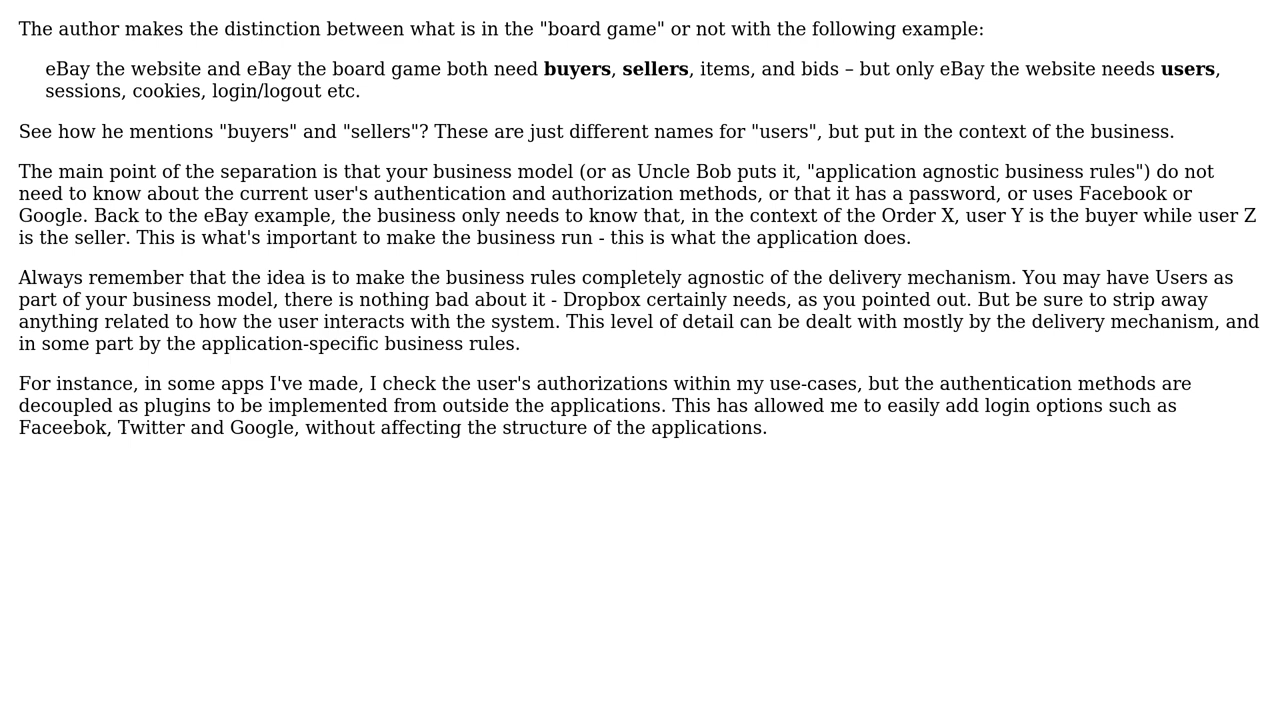 The author makes the distinction between what is in the "board game" or not with the following example:
eBay the website and eBay the board game both need buyers, sellers, items, and bids – but only eBay the website needs users,
sessions, cookies, login/logout etc.
See how he mentions "buyers" and "sellers"? These are just different names for "users", but put in the context of the business.
The main point of the separation is that your business model (or as Uncle Bob puts it, "application agnostic business rules") do not
need to know about the current user's authentication and authorization methods, or that it has a password, or uses Facebook or
Google. Back to the eBay example, the business only needs to know that, in the context of the Order X, user Y is the buyer while user Z
is the seller. This is what's important to make the business run - this is what the application does.
Always remember that the idea is to make the business rules completely agnostic of the delivery mechanism. You may have Users as
part of your business model, there is nothing bad about it - Dropbox certainly needs, as you pointed out. But be sure to strip away
anything related to how the user interacts with the system. This level of detail can be dealt with mostly by the delivery mechanism, and
in some part by the application-specific business rules.
For instance, in some apps I've made, I check the user's authorizations within my use-cases, but the authentication methods are
decoupled as plugins to be implemented from outside the applications. This has allowed me to easily add login options such as
Faceebok, Twitter and Google, without affecting the structure of the applications.